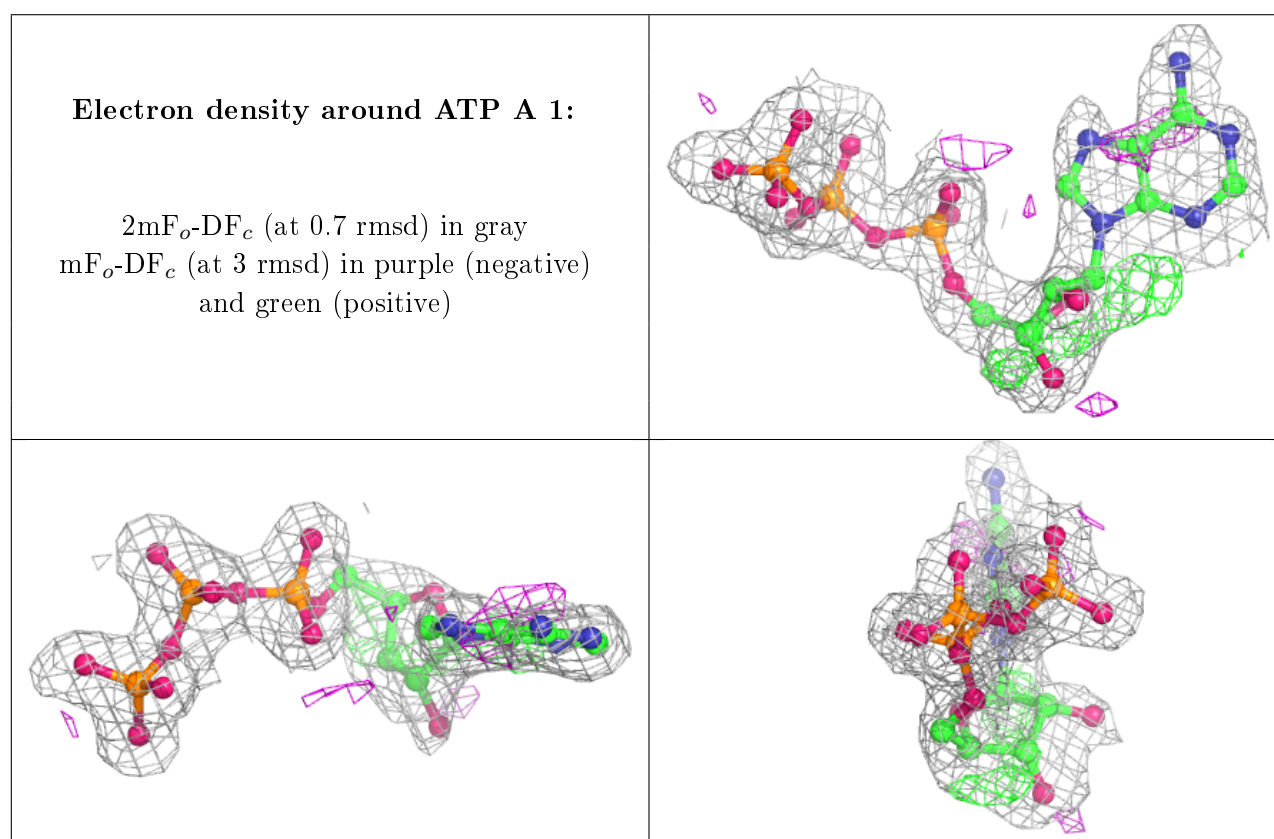 Electron density around ATP A 1:
2mFo-DFc (at 0.7 rmsd) in gray
mFo-DFc (at 3 rmsd) in purple (negative)
and green (positive)